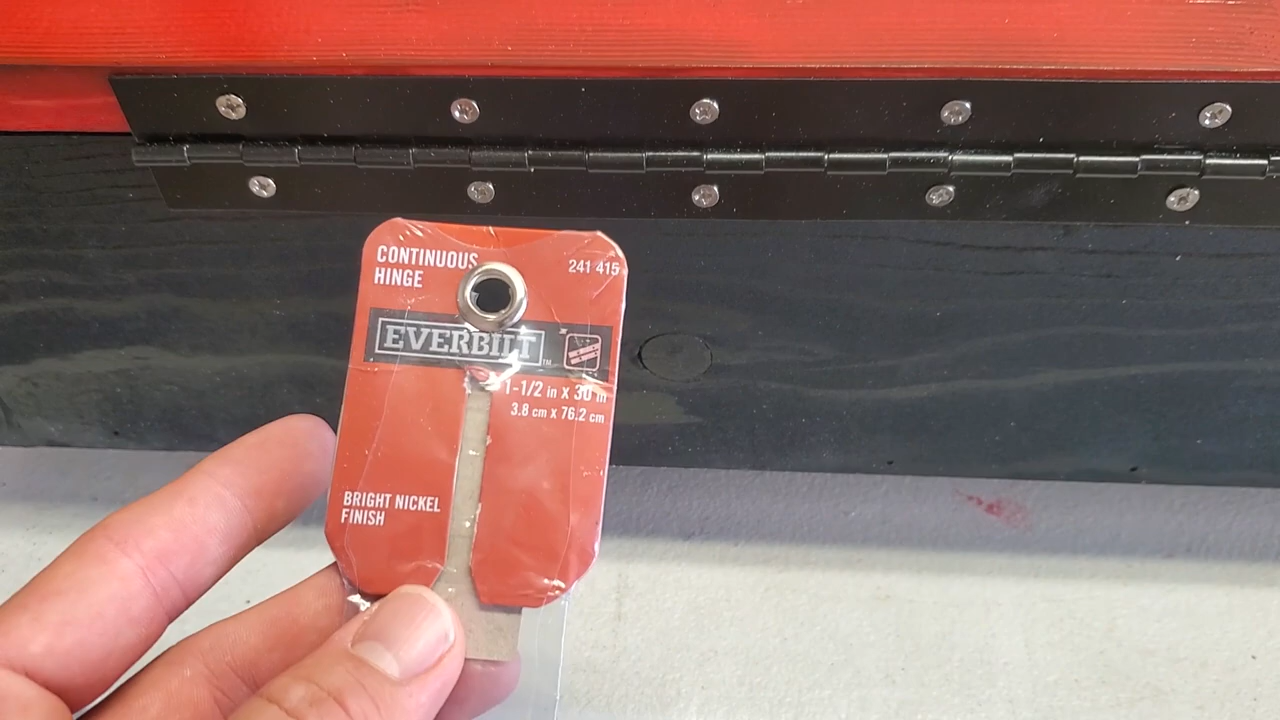 CONTINUOUS
HINGE
241 415
EVERBILT™
1-1/2 in x 30 in
3.8 cm x 76.2 cm
BRIGHT NICKEL
FINISH